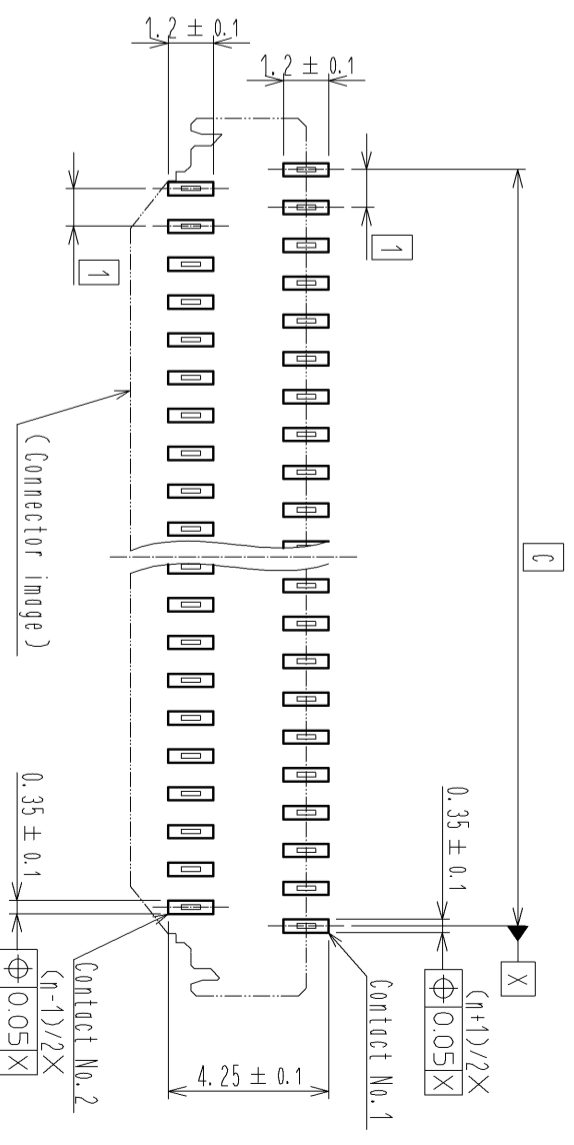 1.2 ± 0.1
1.2 ± 0.1
1
1
C
(Connector image)
0.35 ± 0.1
X
(n+1)/2X
⌖ 0.05 X
0.35 ± 0.1
(n-1)/2X
⌖ 0.05 X
Contact No.1
Contact No.2
4.25 ± 0.1